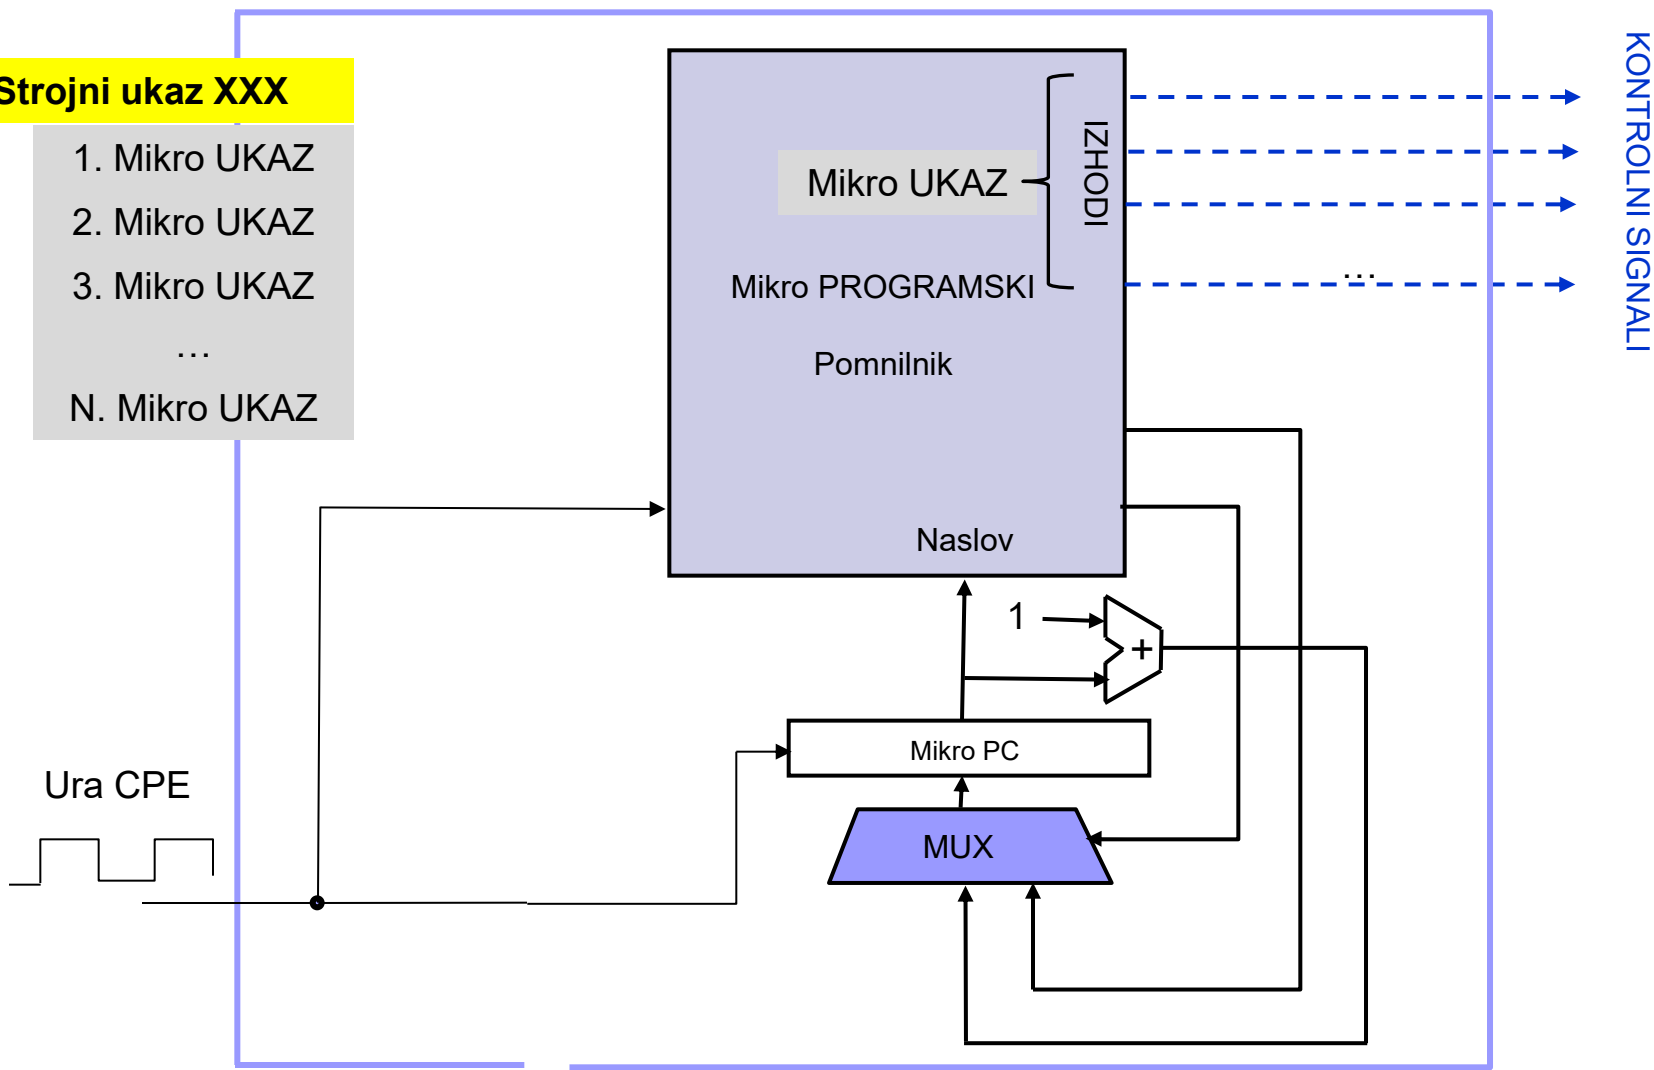 Strojni ukaz XXX
1. Mikro UKAZ
2. Mikro UKAZ
3. Mikro UKAZ
...
N. Mikro UKAZ
Mikro UKAZ
IZHODI
Mikro PROGRAMSKI
Pomnilnik
Naslov
...
KONTROLNI SIGNALI
1
+
Mikro PC
MUX
Ura CPE